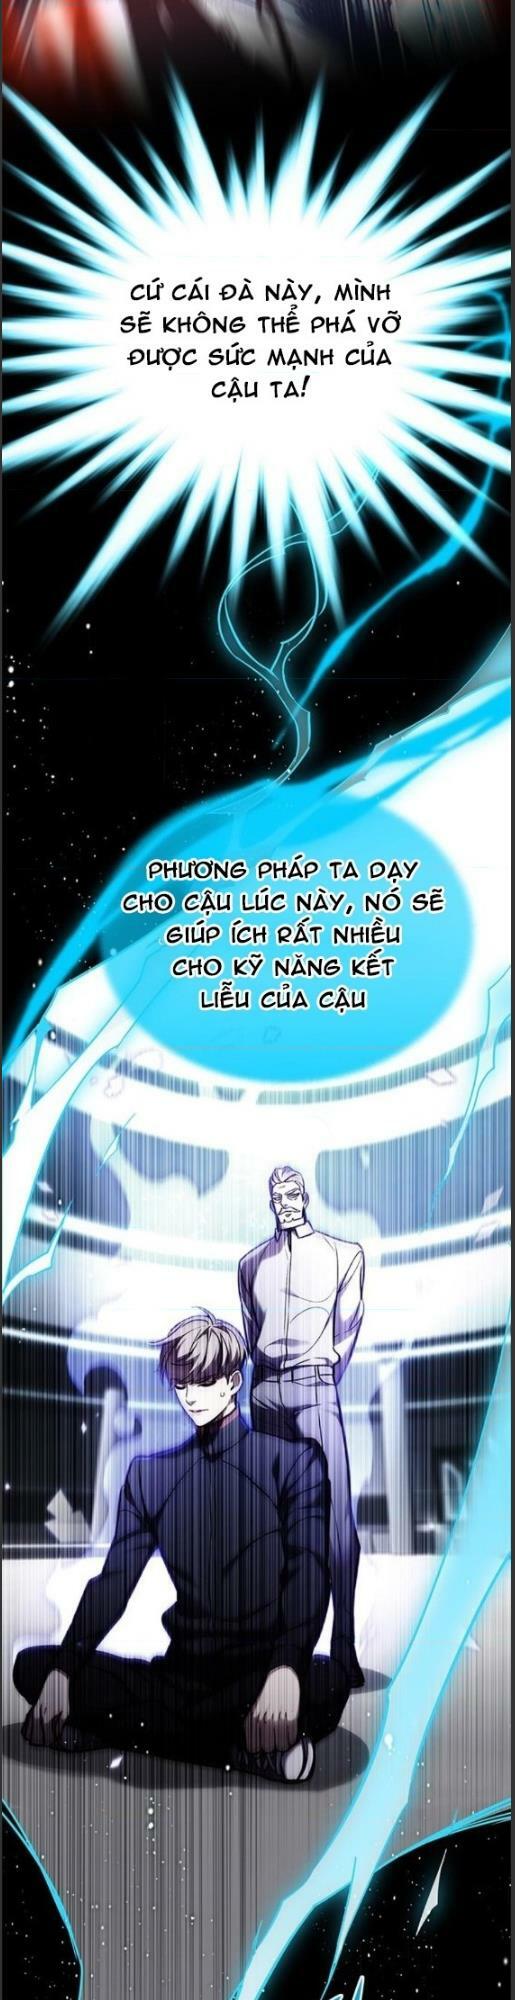 CỨ CÁI ĐÀ NÀY, MÌNH
SẼ KHÔNG THỂ PHÁ VỠ
ĐƯỢC SỨC MẠNH CỦA
CẬU TA!
PHƯƠNG PHÁP TA DẠY
CHO CẬU LÚC NÀY, NÓ SẼ
GIÚP ÍCH RẤT NHIỀU
CHO KỸ NĂNG KẾT
LIỄU CỦA CẬU